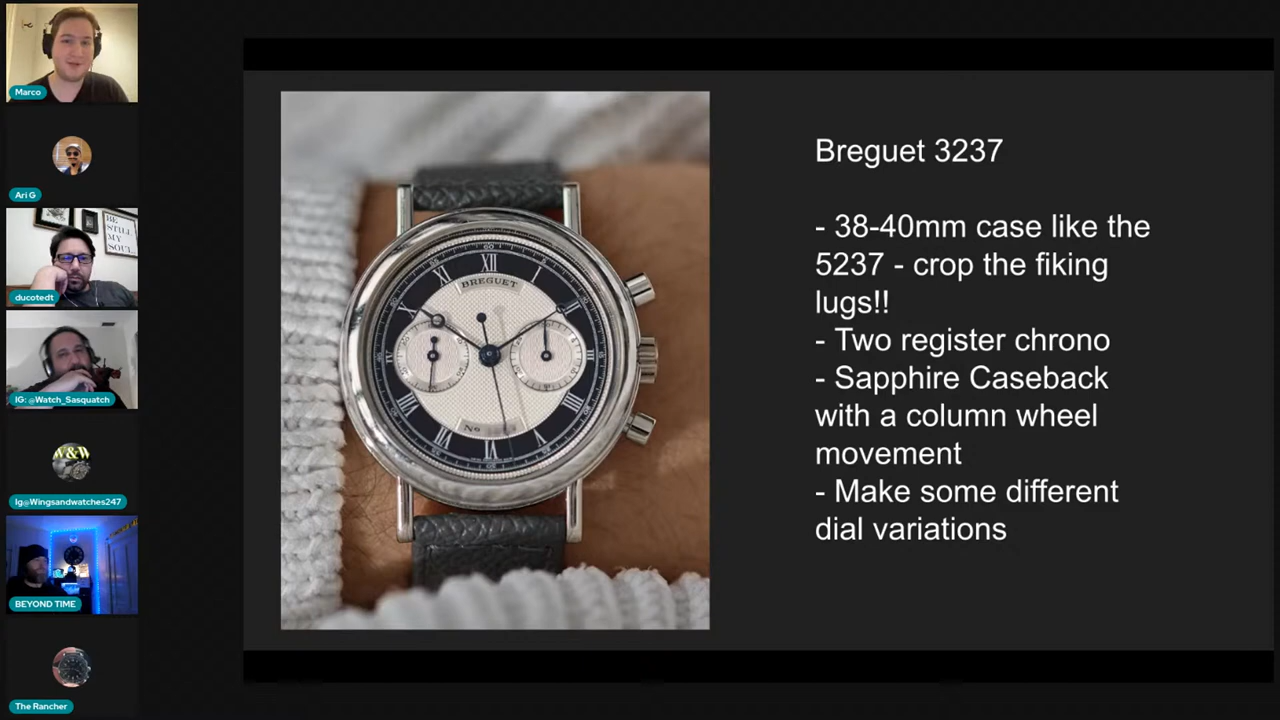 Marco
Ari G
BE
STILL
MY
SOUL
ducotedt
IG: @Watch_Sasquatch
W&W
Ig@Wingsandwatches247
BEYOND TIME
The Rancher
XII
BREGUET
No
Breguet 3237
- 38-40mm case like the
5237 - crop the fiking
lugs!!
- Two register chrono
- Sapphire Caseback
with a column wheel
movement
- Make some different
dial variations